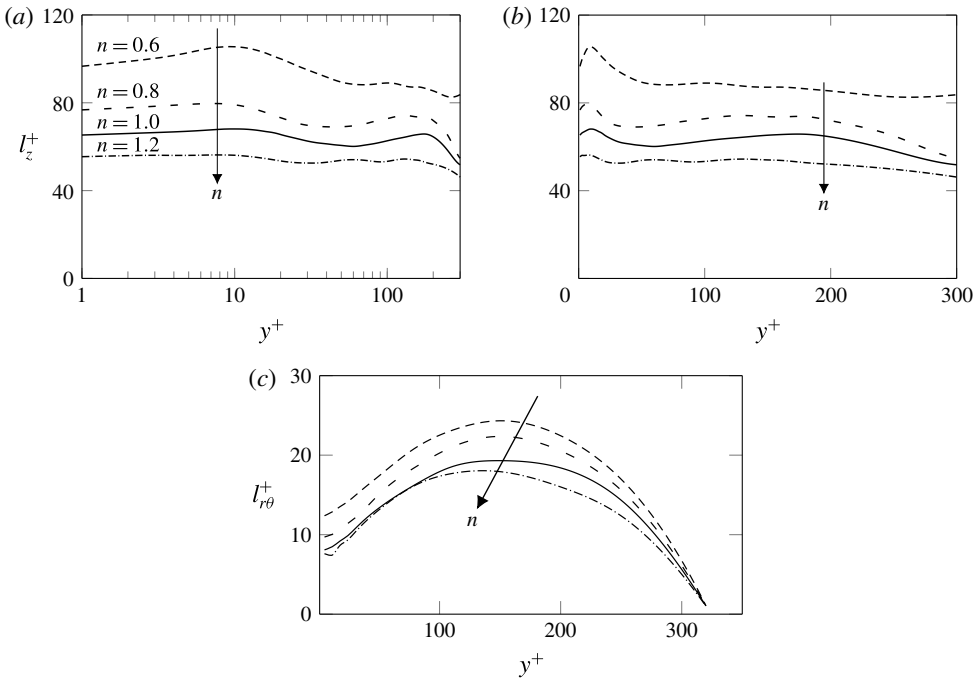 (a)
120
80
40
0
l_z^+
n = 0.6
n = 0.8
n = 1.0
n = 1.2
n
1 10 100
y^+
(b)
120
80
40
0
n
100 200 300
y^+
(c)
30
20
10
0
l_{rθ}^+
n
100 200 300
y^+